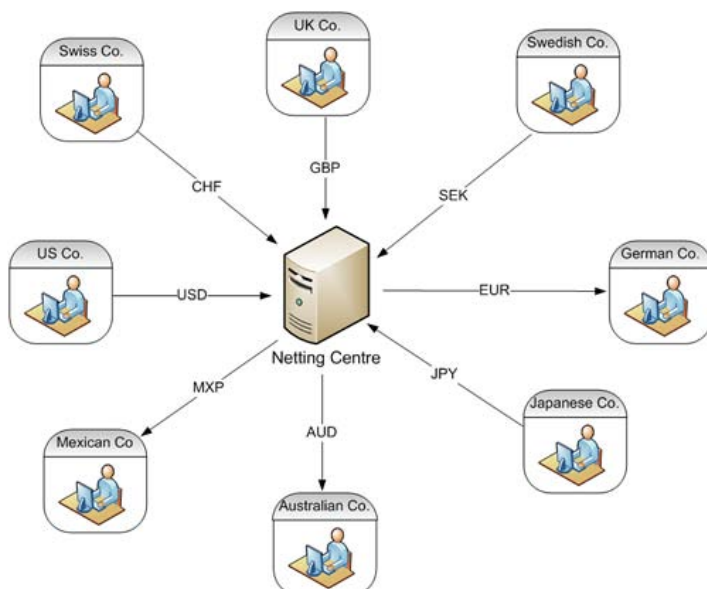 UK Co.
Swiss Co.
Swedish Co.
GBP
CHF
SEK
US Co.
German Co.
USD
EUR
Netting Centre
JPY
MXP
Japanese Co.
AUD
Mexican Co
Australian Co.